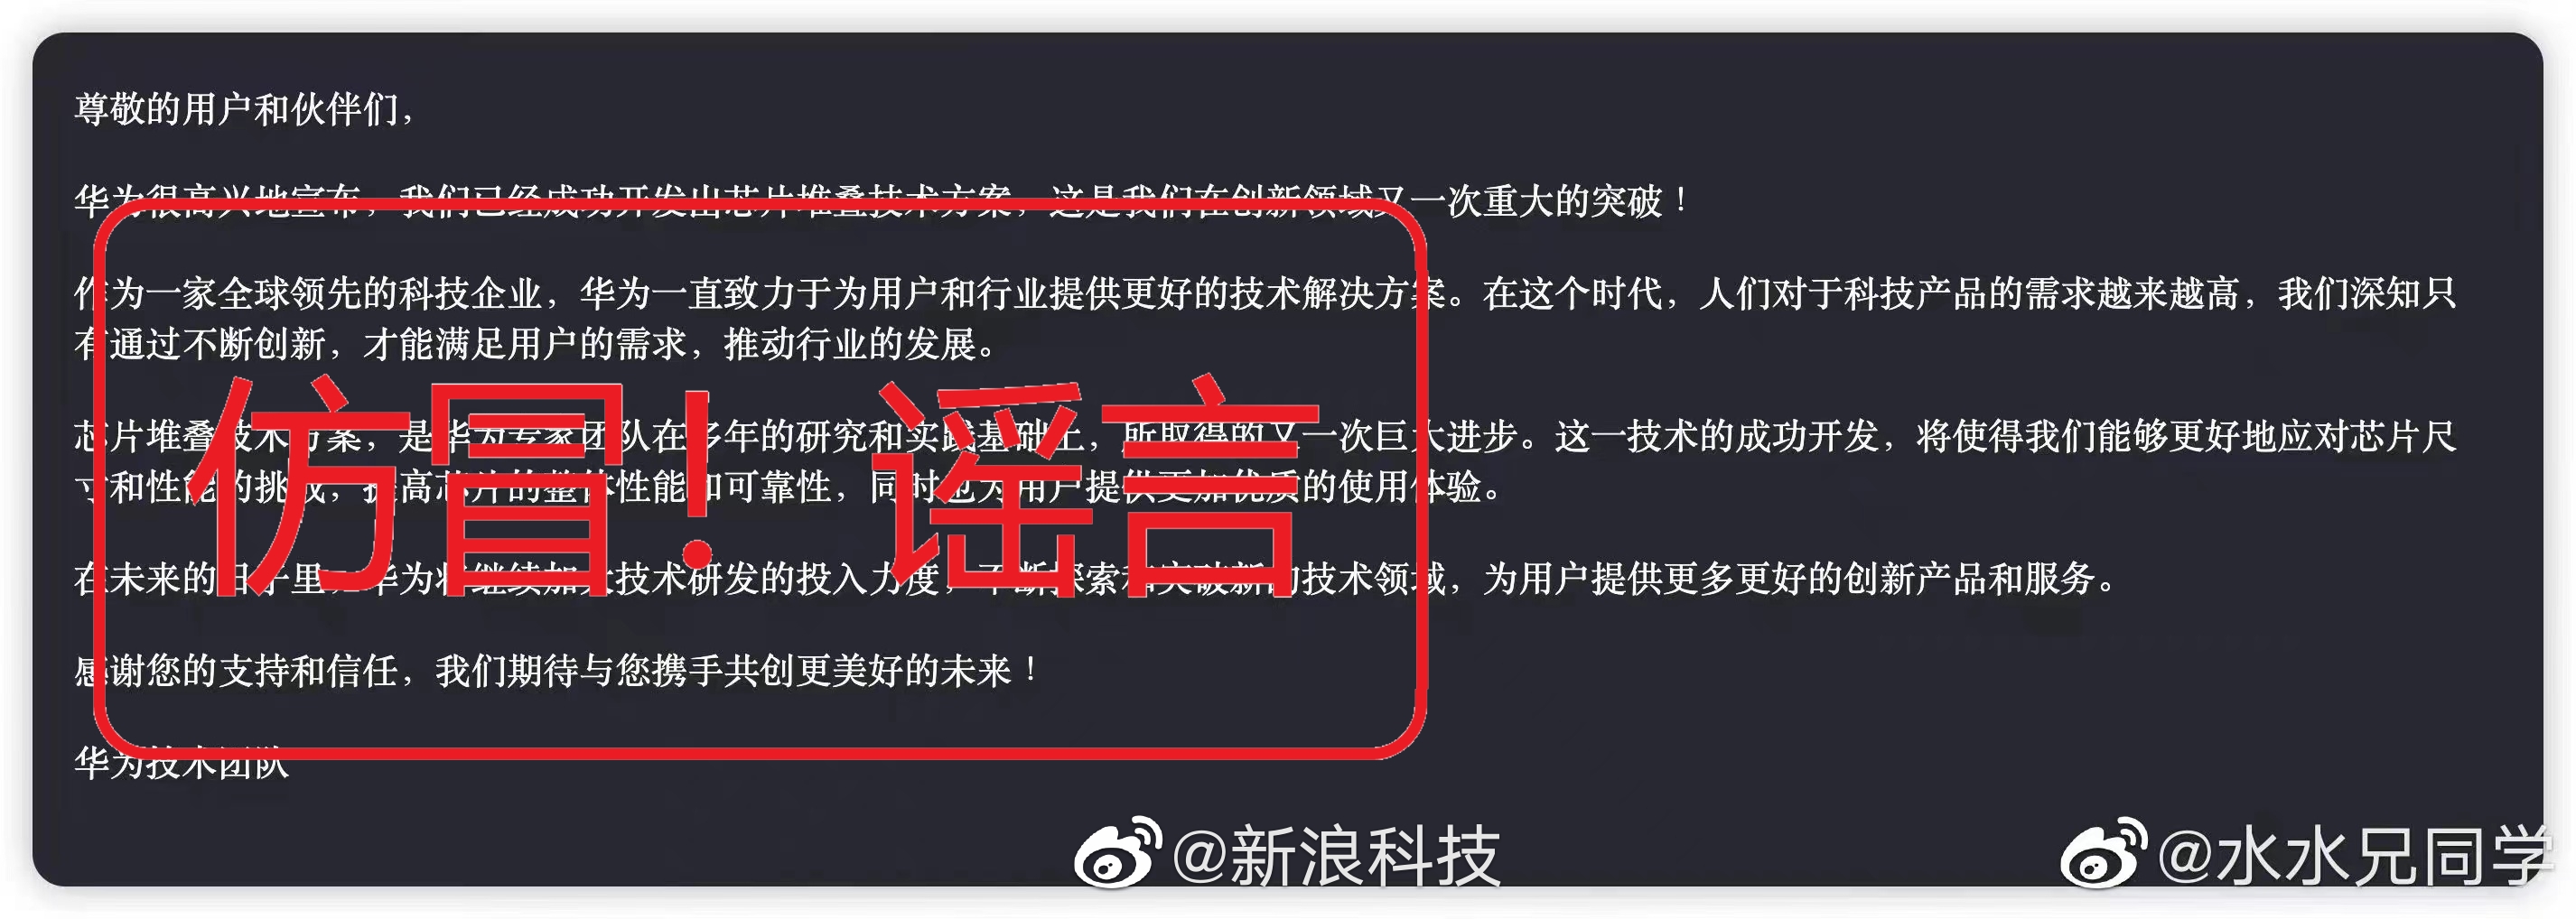 尊敬的用户和伙伴们，
华为很高兴地宣布，我们已经成功开发出芯片堆叠技术方案，这是我们在创新领域又一次重大的突破！
作为一家全球领先的科技企业，华为一直致力于为用户和行业提供更好的技术解决方案。在这个时代，人们对于科技产品的需求越来越高，我们深知只
有通过不断创新，才能满足用户的需求，推动行业的发展。
芯片堆叠技术方案，是华为专家团队在多年的研究和实践基础上，所取得的又一次巨大进步。这一技术的成功开发，将使得我们能够更好地应对芯片尺
寸和性能的挑战，提高芯片的整体性能和可靠性，同时也为用户提供更加优质的使用体验。
在未来的日子里，华为将继续加大技术研发的投入力度，不断探索和突破新的技术领域，为用户提供更多更好的创新产品和服务。
感谢您的支持和信任，我们期待与您携手共创更美好的未来！
华为技术团队
仿冒！谣言
@新浪科技
@水水兄同学